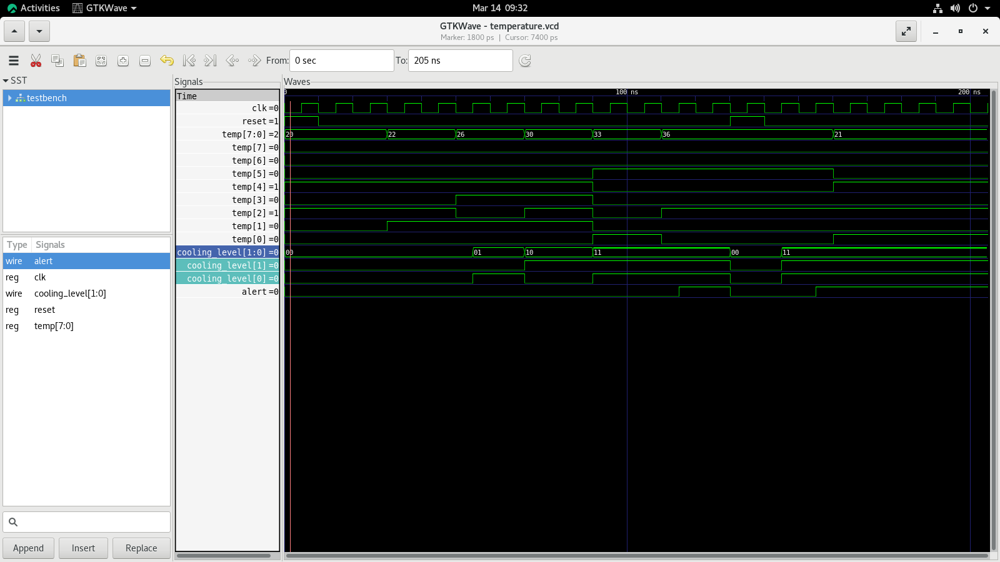 Activities GTKWave Mar 14 09:32
GTKWave - temperature.vcd
Marker: 1800 ps | Cursor: 7400 ps
From: 0 sec To: 205 ns
SST
testbench
Type Signals
wire alert
reg clk
wire cooling_level[1:0]
reg reset
reg temp[7:0]
Append Insert Replace
Signals
Time
clk=0
reset=1
temp[7:0]=2
temp[7]=0
temp[6]=0
temp[5]=0
temp[4]=1
temp[3]=0
temp[2]=1
temp[1]=0
temp[0]=0
cooling_level[1:0]=0
cooling_level[1]=0
cooling_level[0]=0
alert=0
Waves
0 100 ns 200 ns
20 22 26 30 33 36 21
00 01 10 11 00 11